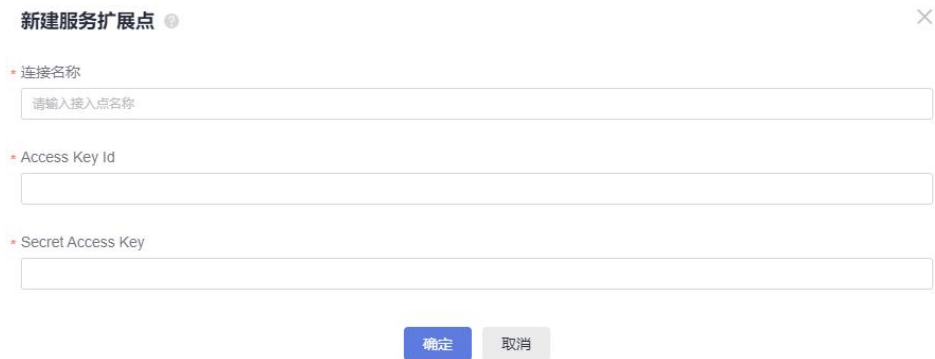 新建服务扩展点
* 连接名称
请输入接入点名称
* Access Key Id
* Secret Access Key
确定 取消